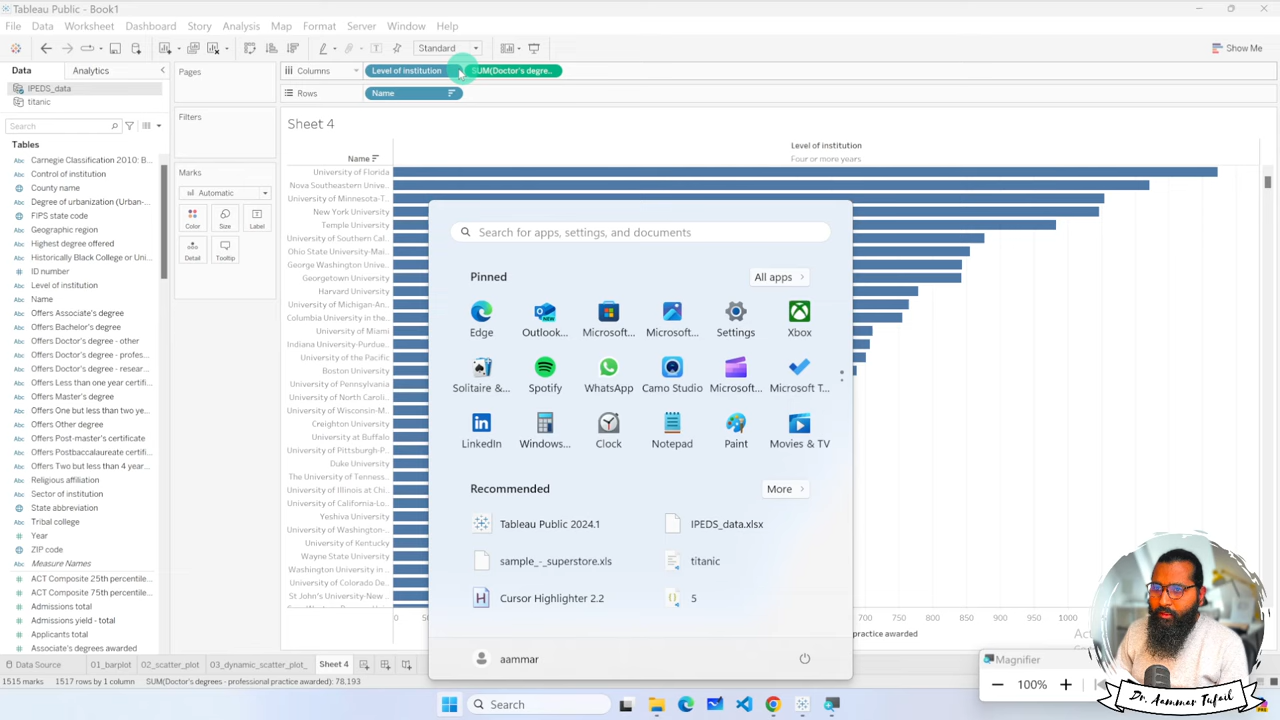 Tableau Public - Book1
File Data Worksheet Dashboard Story Analysis Map Format Server Window Help
Standard
Show Me
Data Analytics
Pages
Columns
Level of institution
SUM(Doctor's degre..
IPEDS_data
Rows
Name
titanic
Filters
Search
Sheet 4
Tables
Level of institution
Name
Four or more years
Carnegie Classification 2010: B...
Control of institution
County name
Degree of urbanization (Urban-...
FIPS state code
Geographic region
Highest degree offered
Historically Black College or Uni...
ID number
Level of institution
Name
Offers Associate's degree
Offers Bachelor's degree
Offers Doctor's degree - other
Offers Doctor's degree - profes...
Offers Less than one year certif...
Offers Master's degree
Offers One but less than two ye...
Offers Other degree
Offers Post-master's certificate
Offers Postbaccalaureate certifi...
Offers Two but less than 4 year...
Religious affiliation
Sector of institution
State abbreviation
Tribal college
Year
ZIP code
Measure Names
ACT Composite 25th percentile...
ACT Composite 75th percentile...
Admissions total
Admissions yield - total
Applicants total
Associate's degrees awarded
Marks
Automatic
Color Size Label
Detail Tooltip
University of Florida
Nova Southeastern Unive...
University of Minnesota-T...
New York University
Temple University
University of Southern Cal...
Ohio State University-Mai...
George Washington Unive...
Georgetown University
Harvard University
University of Michigan-An...
Columbia University in the...
University of Miami
Indiana University-Purdue...
University of the Pacific
Boston University
University of Pennsylvania
University of North Caroli...
University of Wisconsin-M...
Creighton University
University at Buffalo
University of Pittsburgh-P...
Duke University
The University of Tenness...
University of Illinois at Chi...
University of California-Lo...
Yeshiva University
University of Washington-...
University of Kentucky
Wayne State University
Washington University in...
University of Colorado De...
St John's University-New ...
700 750 800 850 900 950 1000
practice awarded
Search for apps, settings, and documents
Pinned
All apps
Edge Outlook... Microsoft... Microsoft... Settings Xbox
Solitaire &... Spotify WhatsApp Camo Studio Microsoft... Microsoft T...
LinkedIn Windows... Clock Notepad Paint Movies & TV
Recommended
More
Tableau Public 2024.1
IPEDS_data.xlsx
sample_-_superstore.xls
titanic
Cursor Highlighter 2.2
5
aammar
Magnifier
100%
Dr. Aammar Tufail
Data Source 01_barplot 02_scatter_plot 03_dynamic_scatter_plot_ Sheet 4
1515 marks 1517 rows by 1 column SUM(Doctor's degrees - professional practice awarded): 78,193
Search